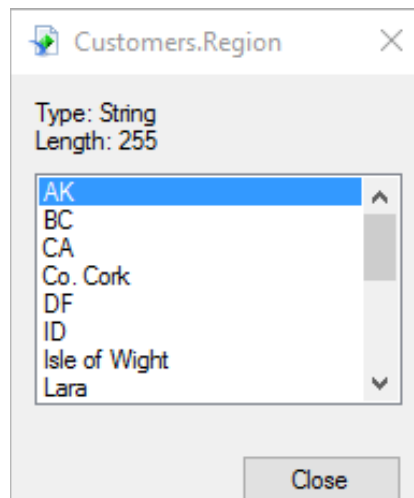 Customers.Region
Type: String
Length: 255
AK
BC
CA
Co. Cork
DF
ID
Isle of Wight
Lara
Close